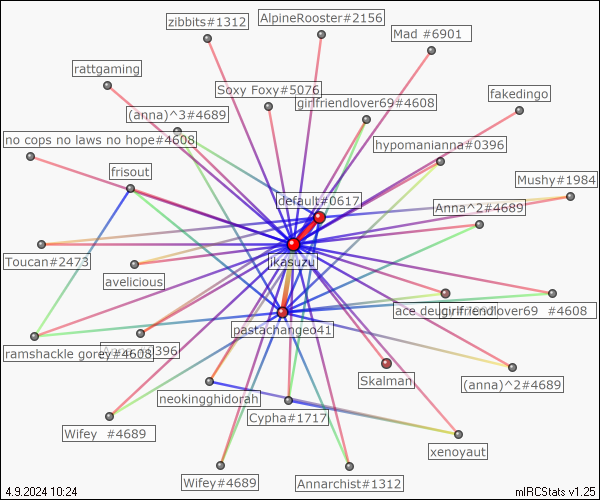 AlpineRooster#2156
zibbits#1312
Mad #6901
rattgaming
Soxy Foxy#5076
fakedingo
girlfriendlover69#4608
(anna)^3#4689
no cops no laws no hope#4608
hypomanianna#0396
frisout
Mushy#1984
default#0617
Anna^2#4689
Toucan#2473
iKasuzu
avelicious
ace de
girlfriendlover69 #4608
pastachangeo41
ramshackle gorey#4608
396
Skalman
(anna)^2#4689
neokingghidorah
Cypha#1717
Wifey #4689
xenoyaut
Wifey#4689
Annarchist#1312
4.9.2024 10:24
mIRCStats v1.25